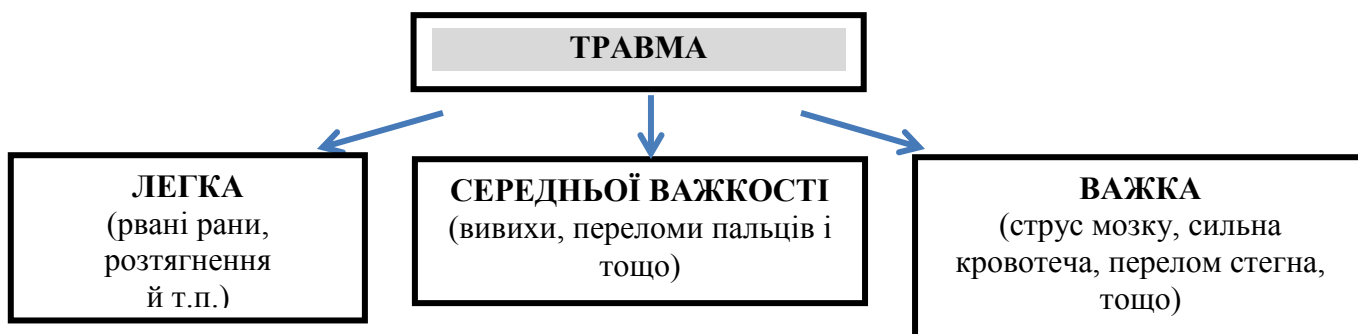 ТРАВМА
ЛЕГКА
(рвані рани,
розтягнення
й т.п.)
СЕРЕДНЬОЇ ВАЖКОСТІ
(вивихи, переломи пальців і
тощо)
ВАЖКА
(струс мозку, сильна
кровотеча, перелом стегна,
тощо)